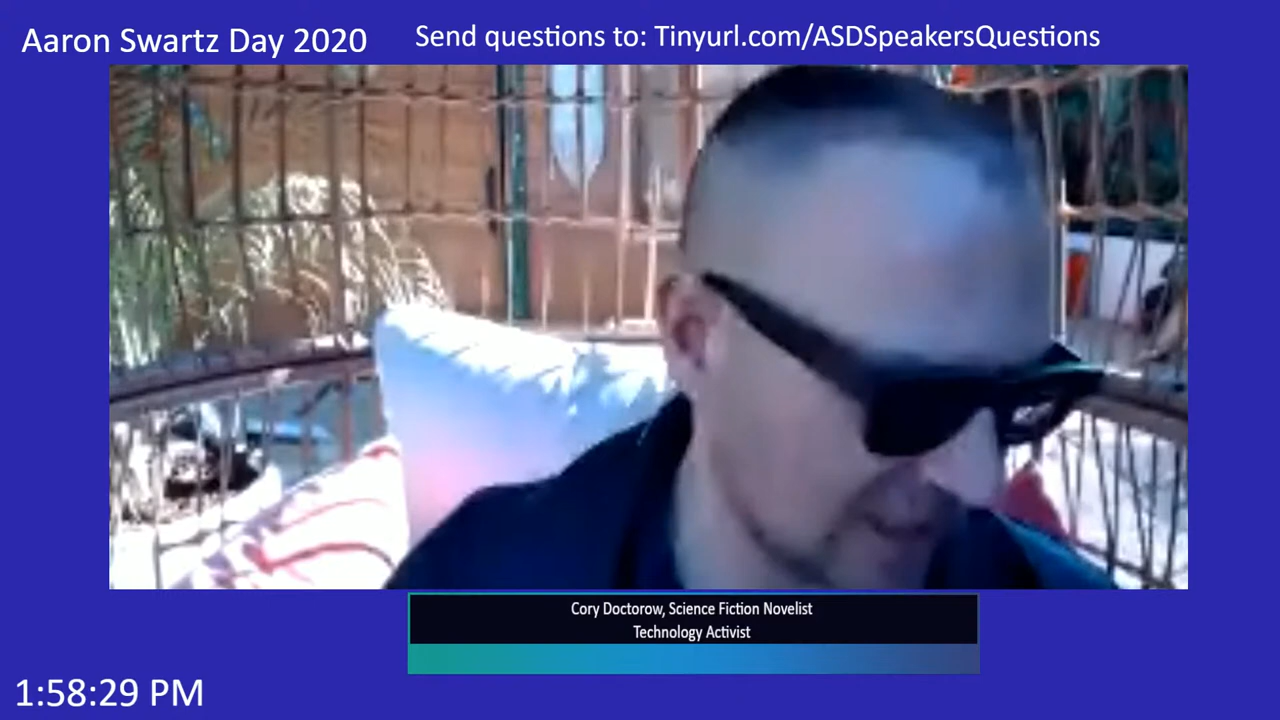 Aaron Swartz Day 2020
Send questions to: Tinyurl.com/ASDSpeakersQuestions
Cory Doctorow, Science Fiction Novelist
Technology Activist
1:58:29 PM